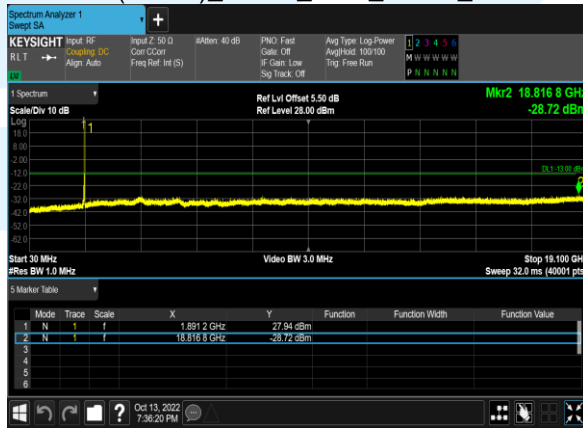 Spectrum Analyzer 1
Swept SA
KEYSIGHT
RLT
Input: RF
Coupling: DC
Align: Auto
Input Z: 50 Ω
Corr CCorr
Freq Ref: Int (S)
#Atten: 40 dB
PNO: Fast
Gate: Off
IF Gain: Low
Sig Track: Off
Avg Type: Log-Power
Avg|Hold: 100/100
Trig: Free Run
1 2 3 4 5 6
M W W W W W
P N N N N N
1 Spectrum
Scale/Div 10 dB
Ref Lvl Offset 5.50 dB
Ref Level 28.00 dBm
Mkr2 18.816 8 GHz
-28.72 dBm
Log
1
18.0
8.00
-2.00
-12.0
DL1 -13.00 dBm
-22.0
-32.0
-42.0
-52.0
-62.0
Start 30 MHz
#Res BW 1.0 MHz
Video BW 3.0 MHz
Stop 19.100 GH
Sweep 32.0 ms (40001 pts
5 Marker Table
Mode Trace Scale X Y Function Function Width Function Value
1 N 1 f 1.891 2 GHz 27.94 dBm
2 N 1 f 18.816 8 GHz -28.72 dBm
3
4
5
6
?
Oct 13, 2022
7:36:20 PM